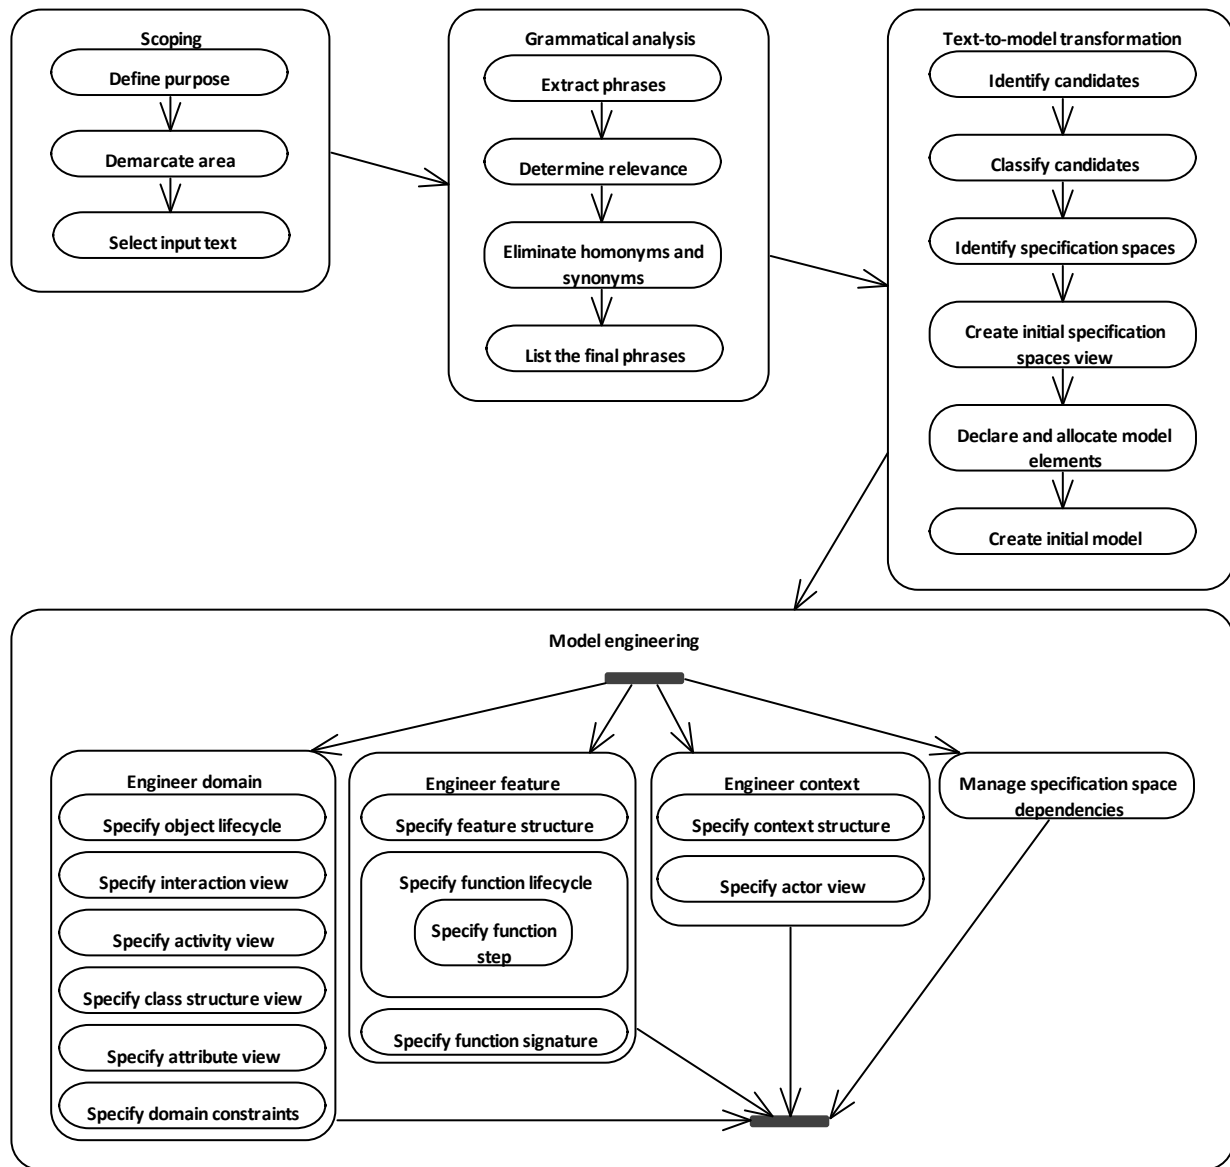 Scoping
Define purpose
Demarcate area
Select input text
Grammatical analysis
Extract phrases
Determine relevance
Eliminate homonyms and
synonyms
List the final phrases
Text-to-model transformation
Identify candidates
Classify candidates
Identify specification spaces
Create initial specification
spaces view
Declare and allocate model
elements
Create initial model
Model engineering
Engineer domain
Specify object lifecycle
Specify interaction view
Specify activity view
Specify class structure view
Specify attribute view
Specify domain constraints
Engineer feature
Specify feature structure
Specify function lifecycle
Specify function
step
Specify function signature
Engineer context
Specify context structure
Specify actor view
Manage specification space
dependencies